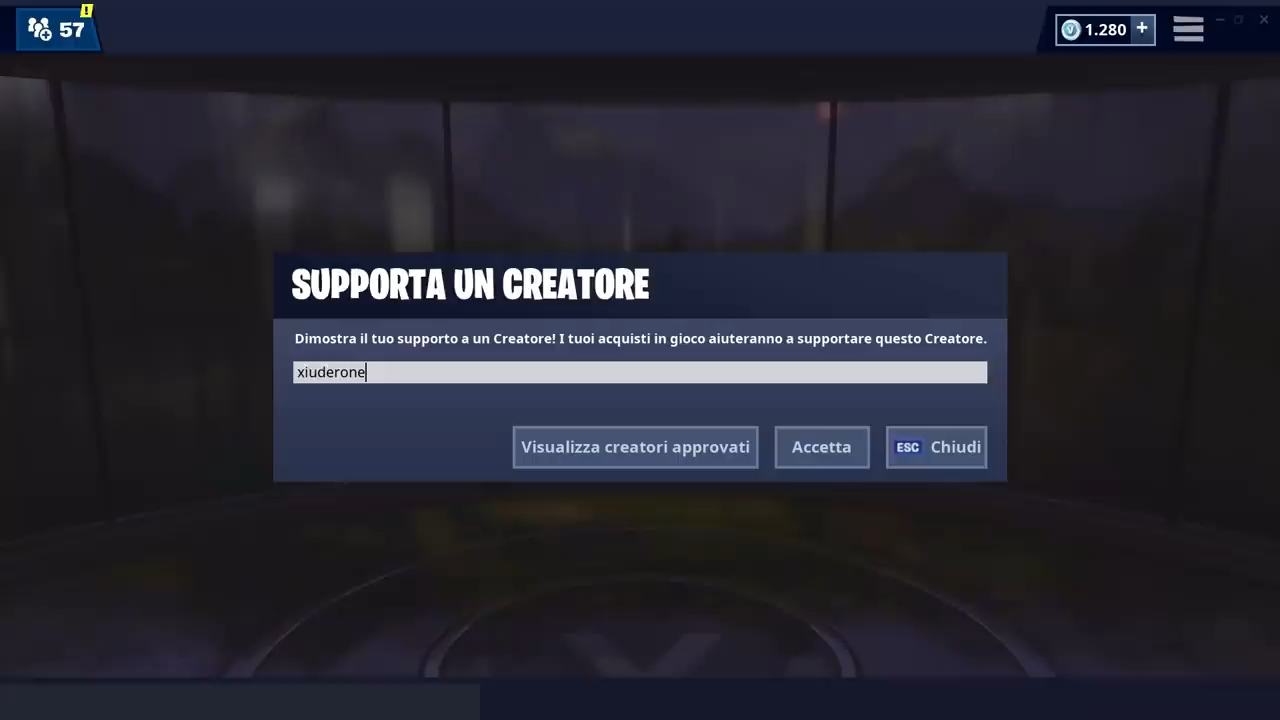 57
!
1.280 +
SUPPORTA UN CREATORE
Dimostra il tuo supporto a un Creatore! I tuoi acquisti in gioco aiuteranno a supportare questo Creatore.
xiuderone
Visualizza creatori approvati
Accetta
ESC Chiudi